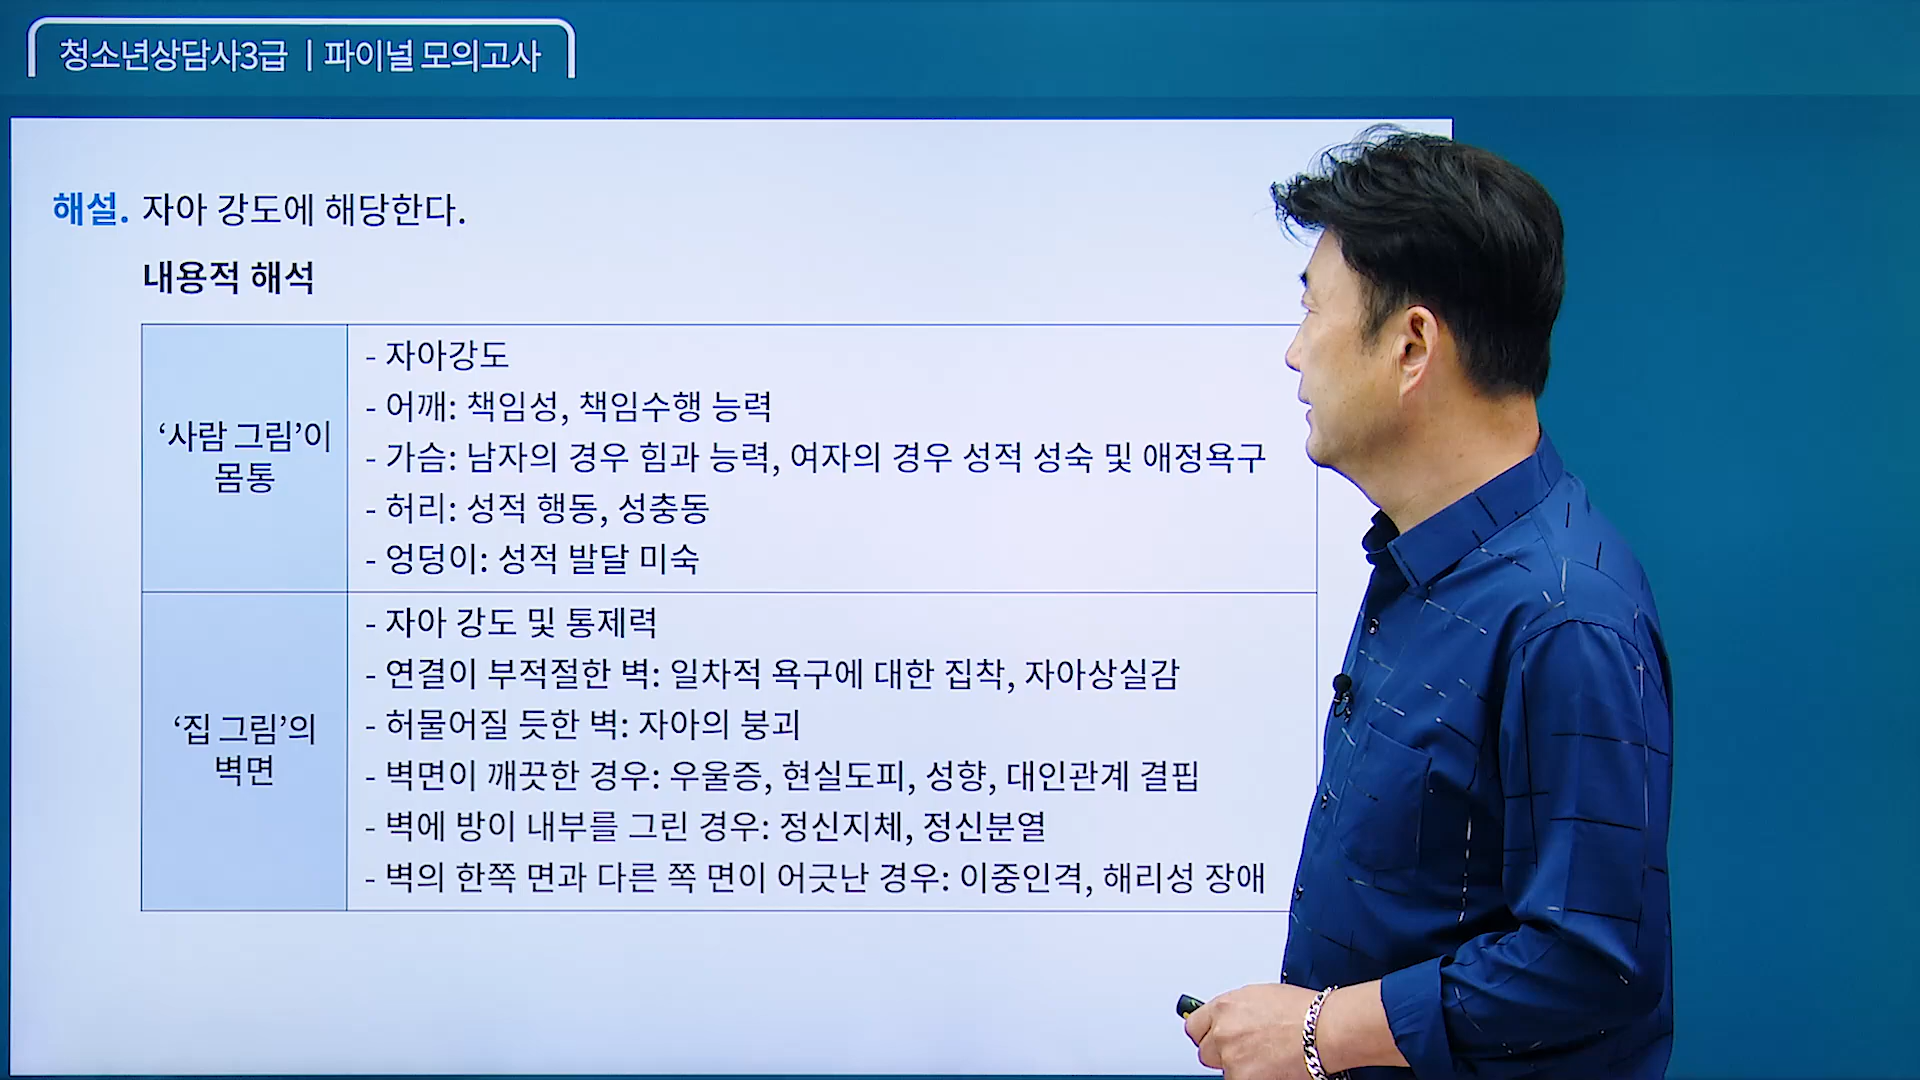 청소년상담사3급 | 파이널 모의고사
해설. 자아 강도에 해당한다.
내용적 해석
‘사람 그림’이
몸통
- 자아강도
- 어깨: 책임성, 책임수행 능력
- 가슴: 남자의 경우 힘과 능력, 여자의 경우 성적 성숙 및 애정욕구
- 허리: 성적 행동, 성충동
- 엉덩이: 성적 발달 미숙
‘집 그림’의
벽면
- 자아 강도 및 통제력
- 연결이 부적절한 벽: 일차적 욕구에 대한 집착, 자아상실감
- 허물어질 듯한 벽: 자아의 붕괴
- 벽면이 깨끗한 경우: 우울증, 현실도피, 성향, 대인관계 결핍
- 벽에 방이 내부를 그린 경우: 정신지체, 정신분열
- 벽의 한쪽 면과 다른 쪽 면이 어긋난 경우: 이중인격, 해리성 장애